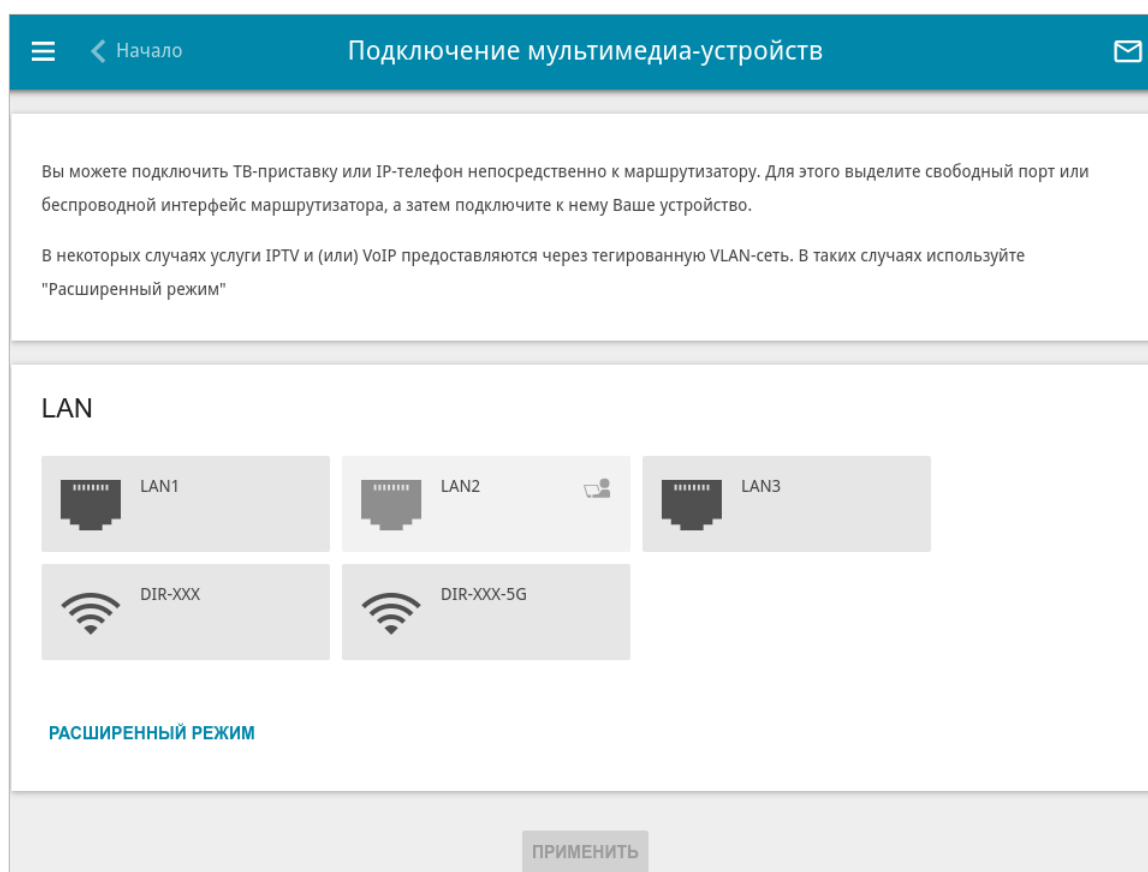 Начало
Подключение мультимедиа-устройств
Вы можете подключить ТВ-приставку или IP-телефон непосредственно к маршрутизатору. Для этого выделите свободный порт или
беспроводной интерфейс маршрутизатора, а затем подключите к нему Ваше устройство.
В некоторых случаях услуги IPTV и (или) VoIP предоставляются через тегированную VLAN-сеть. В таких случаях используйте
"Расширенный режим"
LAN
LAN1
LAN2
LAN3
DIR-XXX
DIR-XXX-5G
РАСШИРЕННЫЙ РЕЖИМ
ПРИМЕНИТЬ